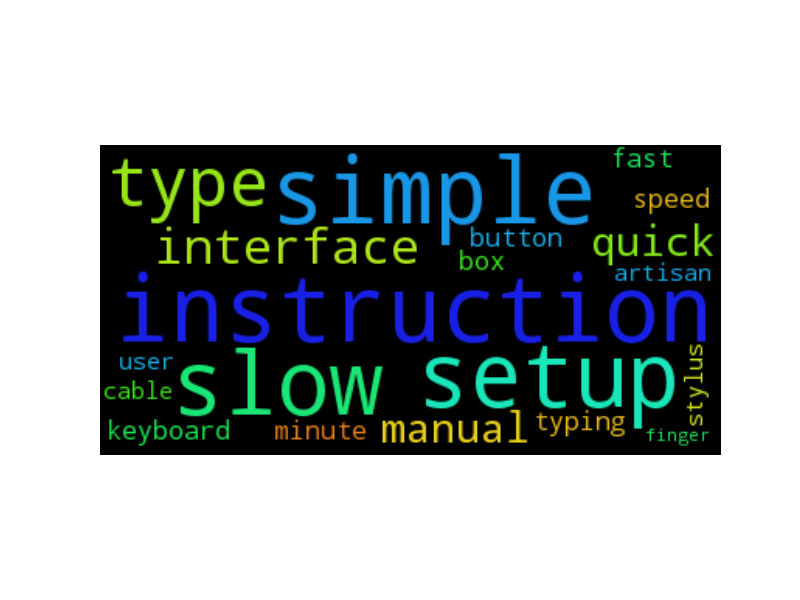 fast
type simple
speed
interface button quick
box
artisan
instruction
user slow setup stylus
cable
keyboard minute manual typing
finger